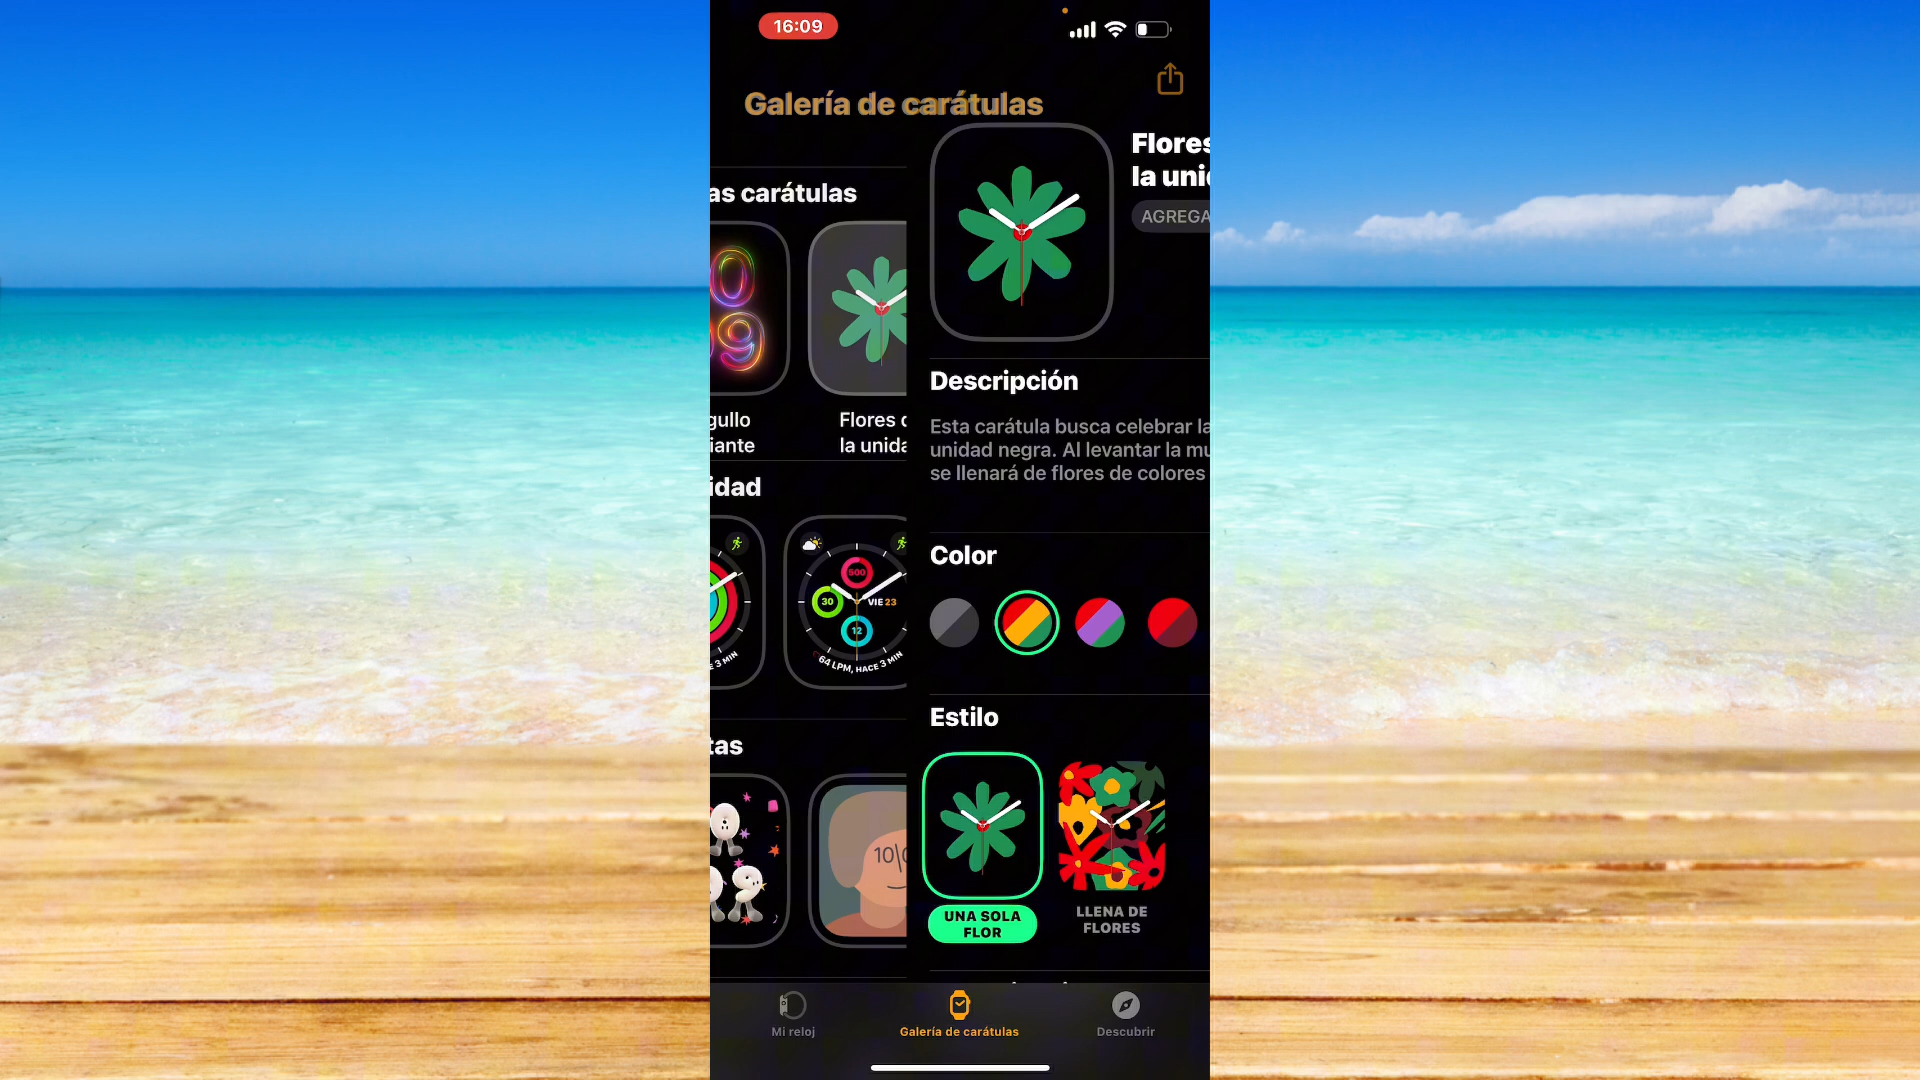 16:09
Galería de carátulas
as carátulas
Flores
la uni
AGREGA
gullo
iante
Flores
la unida
Descripción
Esta carátula busca celebrar la
unidad negra. Al levantar la mu
se llenará de flores de colores
idad
500
30
VIE 23
12
E 3 MIN
64 LPM, HACE 3 MIN
Color
Estilo
tas
10
UNA SOLA
FLOR
LLENA DE
FLORES
Mi reloj
Galería de carátulas
Descubrir